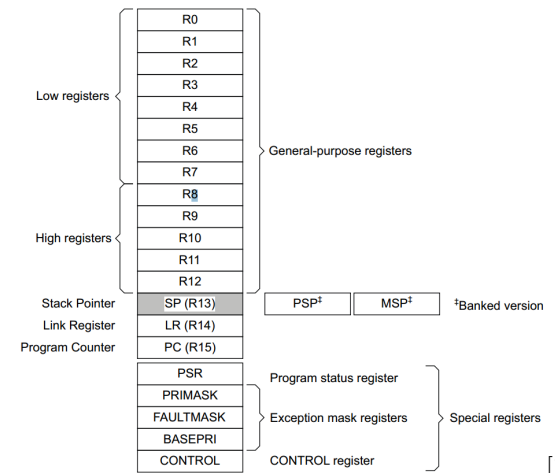 R0
R1
R2
R3
Low registers
R4
R5
R6
General-purpose registers
R7
R8
R9
High registers
R10
R11
R12
Stack Pointer SP (R13) PSP‡ MSP‡ ‡Banked version
Link Register LR (R14)
Program Counter PC (R15)
PSR Program status register
PRIMASK
FAULTMASK Exception mask registers Special registers
BASEPRI
CONTROL CONTROL register